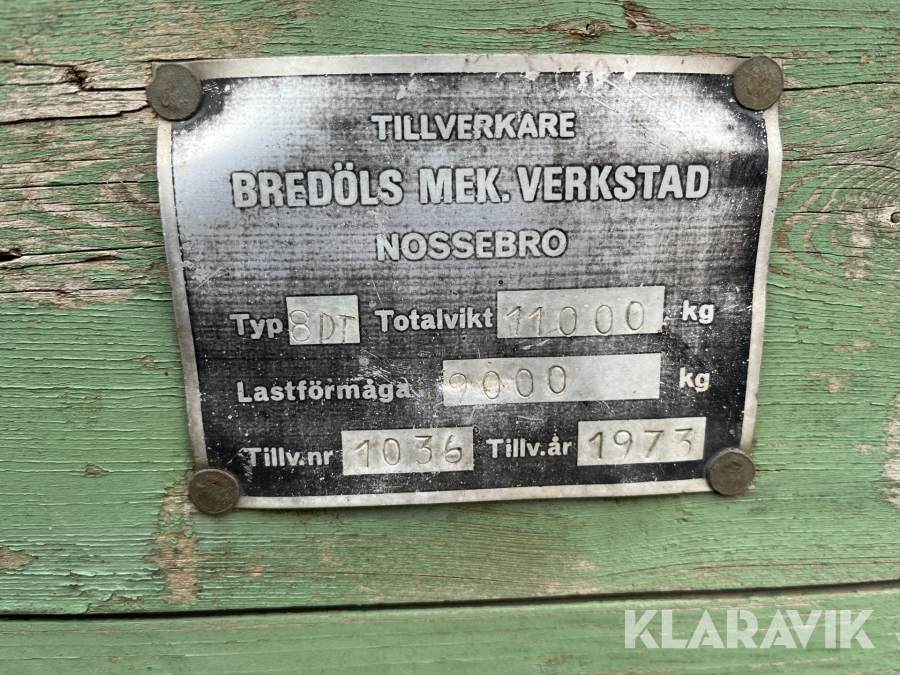 TILLVERKARE
BREDÖLS MEK. VERKSTAD
NOSSEBRO
Typ 8DT Totalvikt 11000 kg
Lastförmåga 9000 kg
Tillv.nr 1036 Tillv.år 1973
KLARAVIK